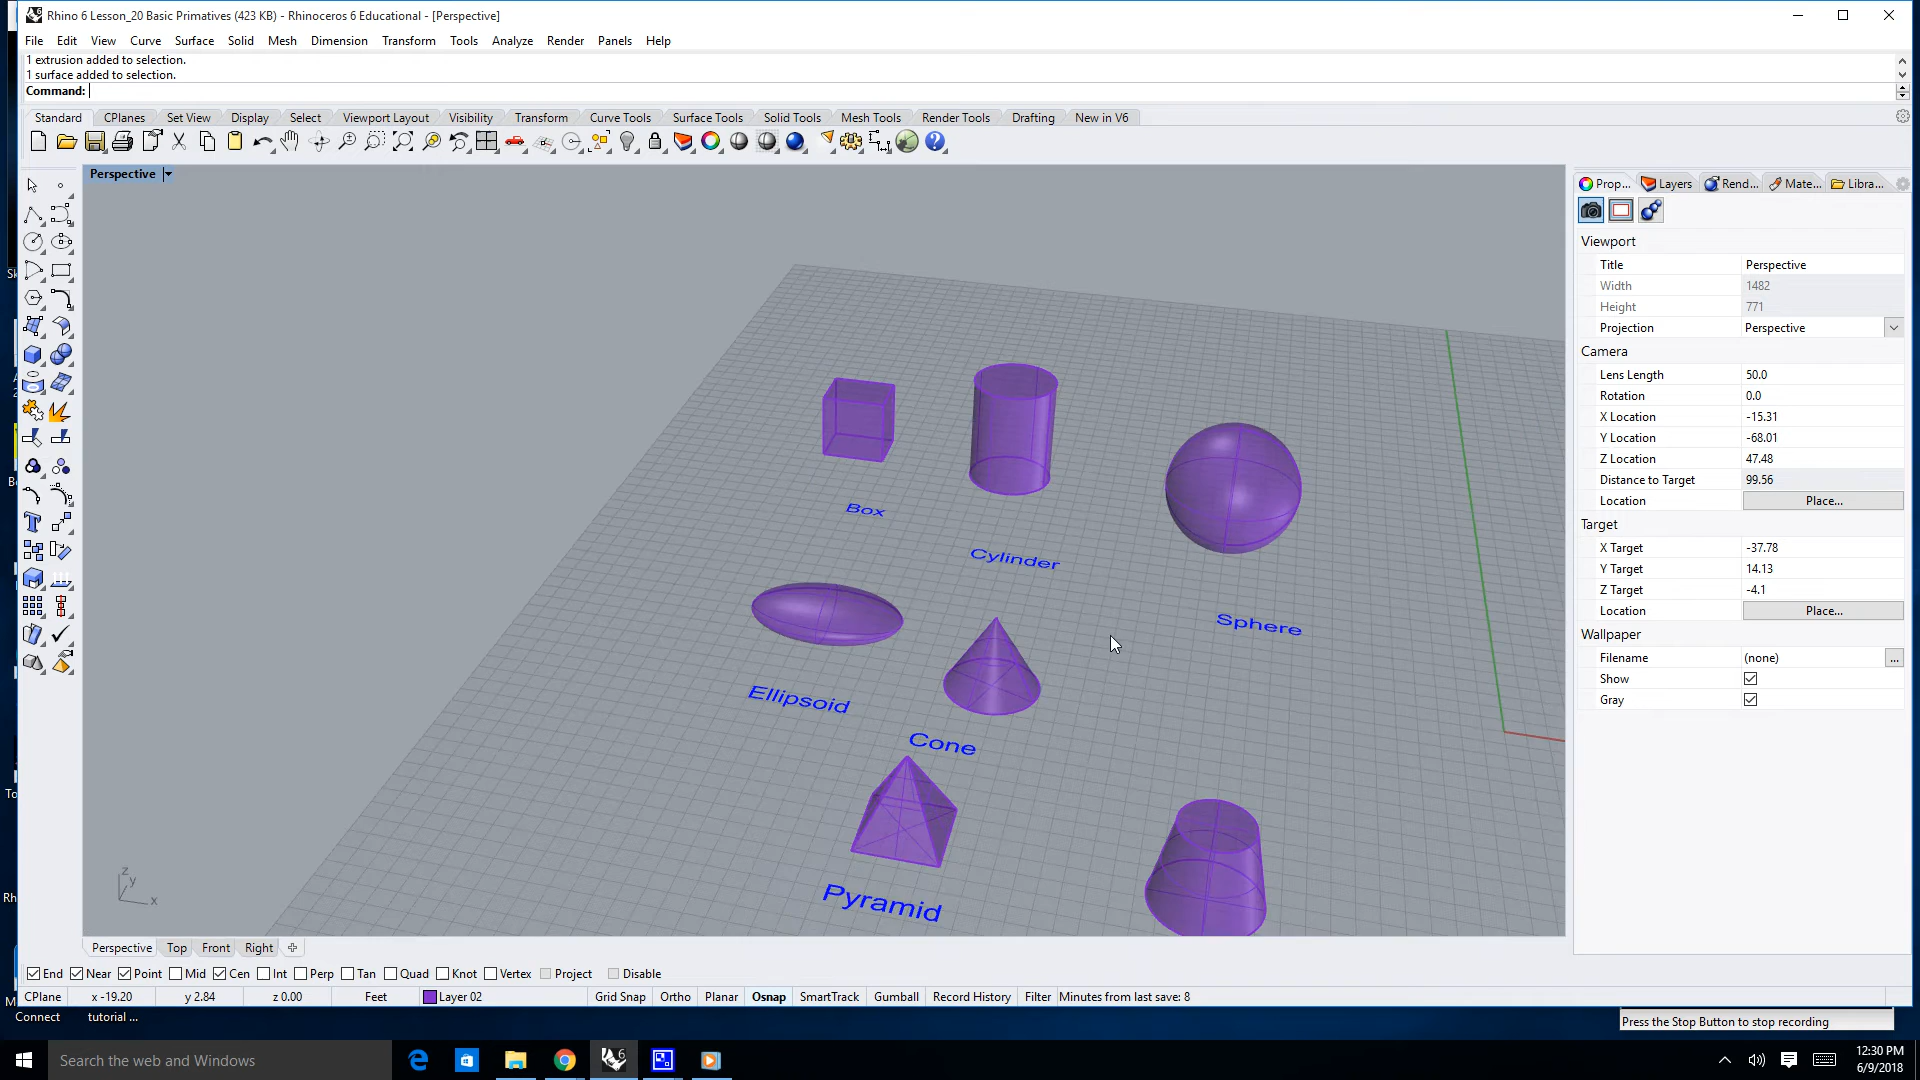 Rhino 6 Lesson_20 Basic Primatives (423 KB) - Rhinoceros 6 Educational - [Perspective]
File Edit View Curve Surface Solid Mesh Dimension Transform Tools Analyze Render Panels Help
1 extrusion added to selection.
1 surface added to selection.
Command:
Standard CPlanes Set View Display Select Viewport Layout Visibility Transform Curve Tools Surface Tools Solid Tools Mesh Tools Render Tools Drafting New in V6
Perspective
Prop... Layers Rend... Mate... Libra...
Viewport
Title Perspective
Width 1482
Height 771
Projection Perspective
Camera
Lens Length 50.0
Rotation 0.0
X Location -15.31
Y Location -68.01
Z Location 47.48
Distance to Target 99.56
Location Place...
Target
X Target -37.78
Y Target 14.13
Z Target -4.1
Location Place...
Wallpaper
Filename (none) ...
Show
Gray
Box
Cylinder
Sphere
Ellipsoid
Cone
Pyramid
z
y
x
Perspective Top Front Right
End Near Point Mid Cen Int Perp Tan Quad Knot Vertex Project Disable
CPlane x -19.20 y 2.84 z 0.00 Feet Layer 02 Grid Snap Ortho Planar Osnap SmartTrack Gumball Record History Filter Minutes from last save: 8
Connect tutorial ...
Press the Stop Button to stop recording
Search the web and Windows
12:30 PM
6/9/2018